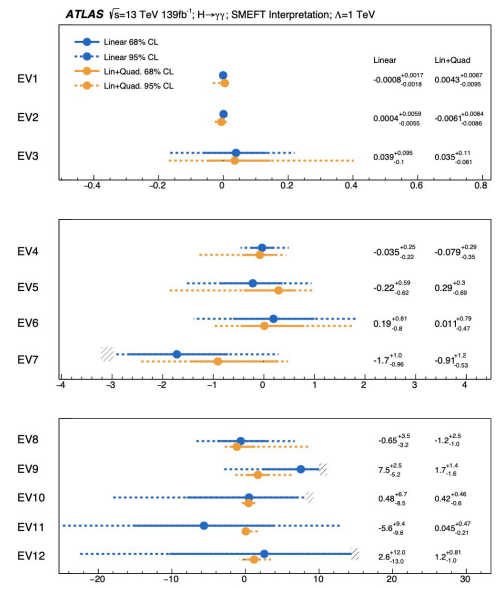 ATLAS √s=13 TeV 139fb⁻¹; H→γγ; SMEFT Interpretation; Λ=1 TeV
Linear 68% CL
Linear 95% CL
Lin+Quad. 68% CL
Lin+Quad. 95% CL
Linear Lin+Quad
EV1 -0.0008 +0.0017 -0.0018 0.0043 +0.0067 -0.0095
EV2 0.0004 +0.0059 -0.0055 -0.0061 +0.0084 -0.0086
EV3 0.039 +0.095 -0.1 0.035 +0.11 -0.081
−0.4 −0.2 0 0.2 0.4 0.6 0.8
EV4 -0.035 +0.25 -0.22 -0.079 +0.29 -0.35
EV5 -0.22 +0.59 -0.62 0.29 +0.3 -0.69
EV6 0.19 +0.81 -0.8 0.011 +0.79 -0.47
EV7 -1.7 +1.0 -0.96 -0.91 +1.2 -0.53
−4 −3 −2 −1 0 1 2 3 4
EV8 -0.65 +3.5 -3.2 -1.2 +2.5 -1.0
EV9 7.5 +2.5 -5.2 1.7 +1.4 -1.6
EV10 0.48 +6.7 -8.5 0.42 +0.46 -0.6
EV11 -5.6 +9.4 -9.6 0.045 +0.47 -0.21
EV12 2.6 +12.0 -13.0 1.2 +0.81 -1.0
−20 −10 0 10 20 30